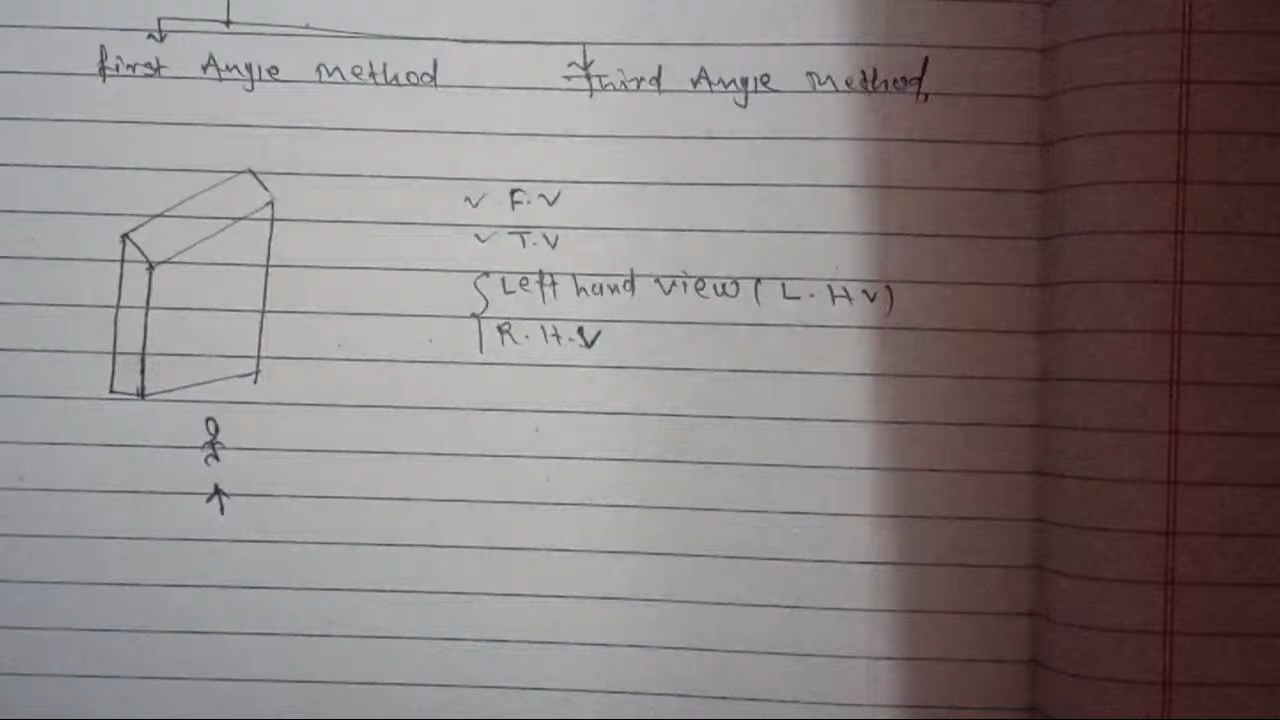 first Angle method
Third Angle method
F.V
T.V
Left hand view ( L.H V)
R.H.V